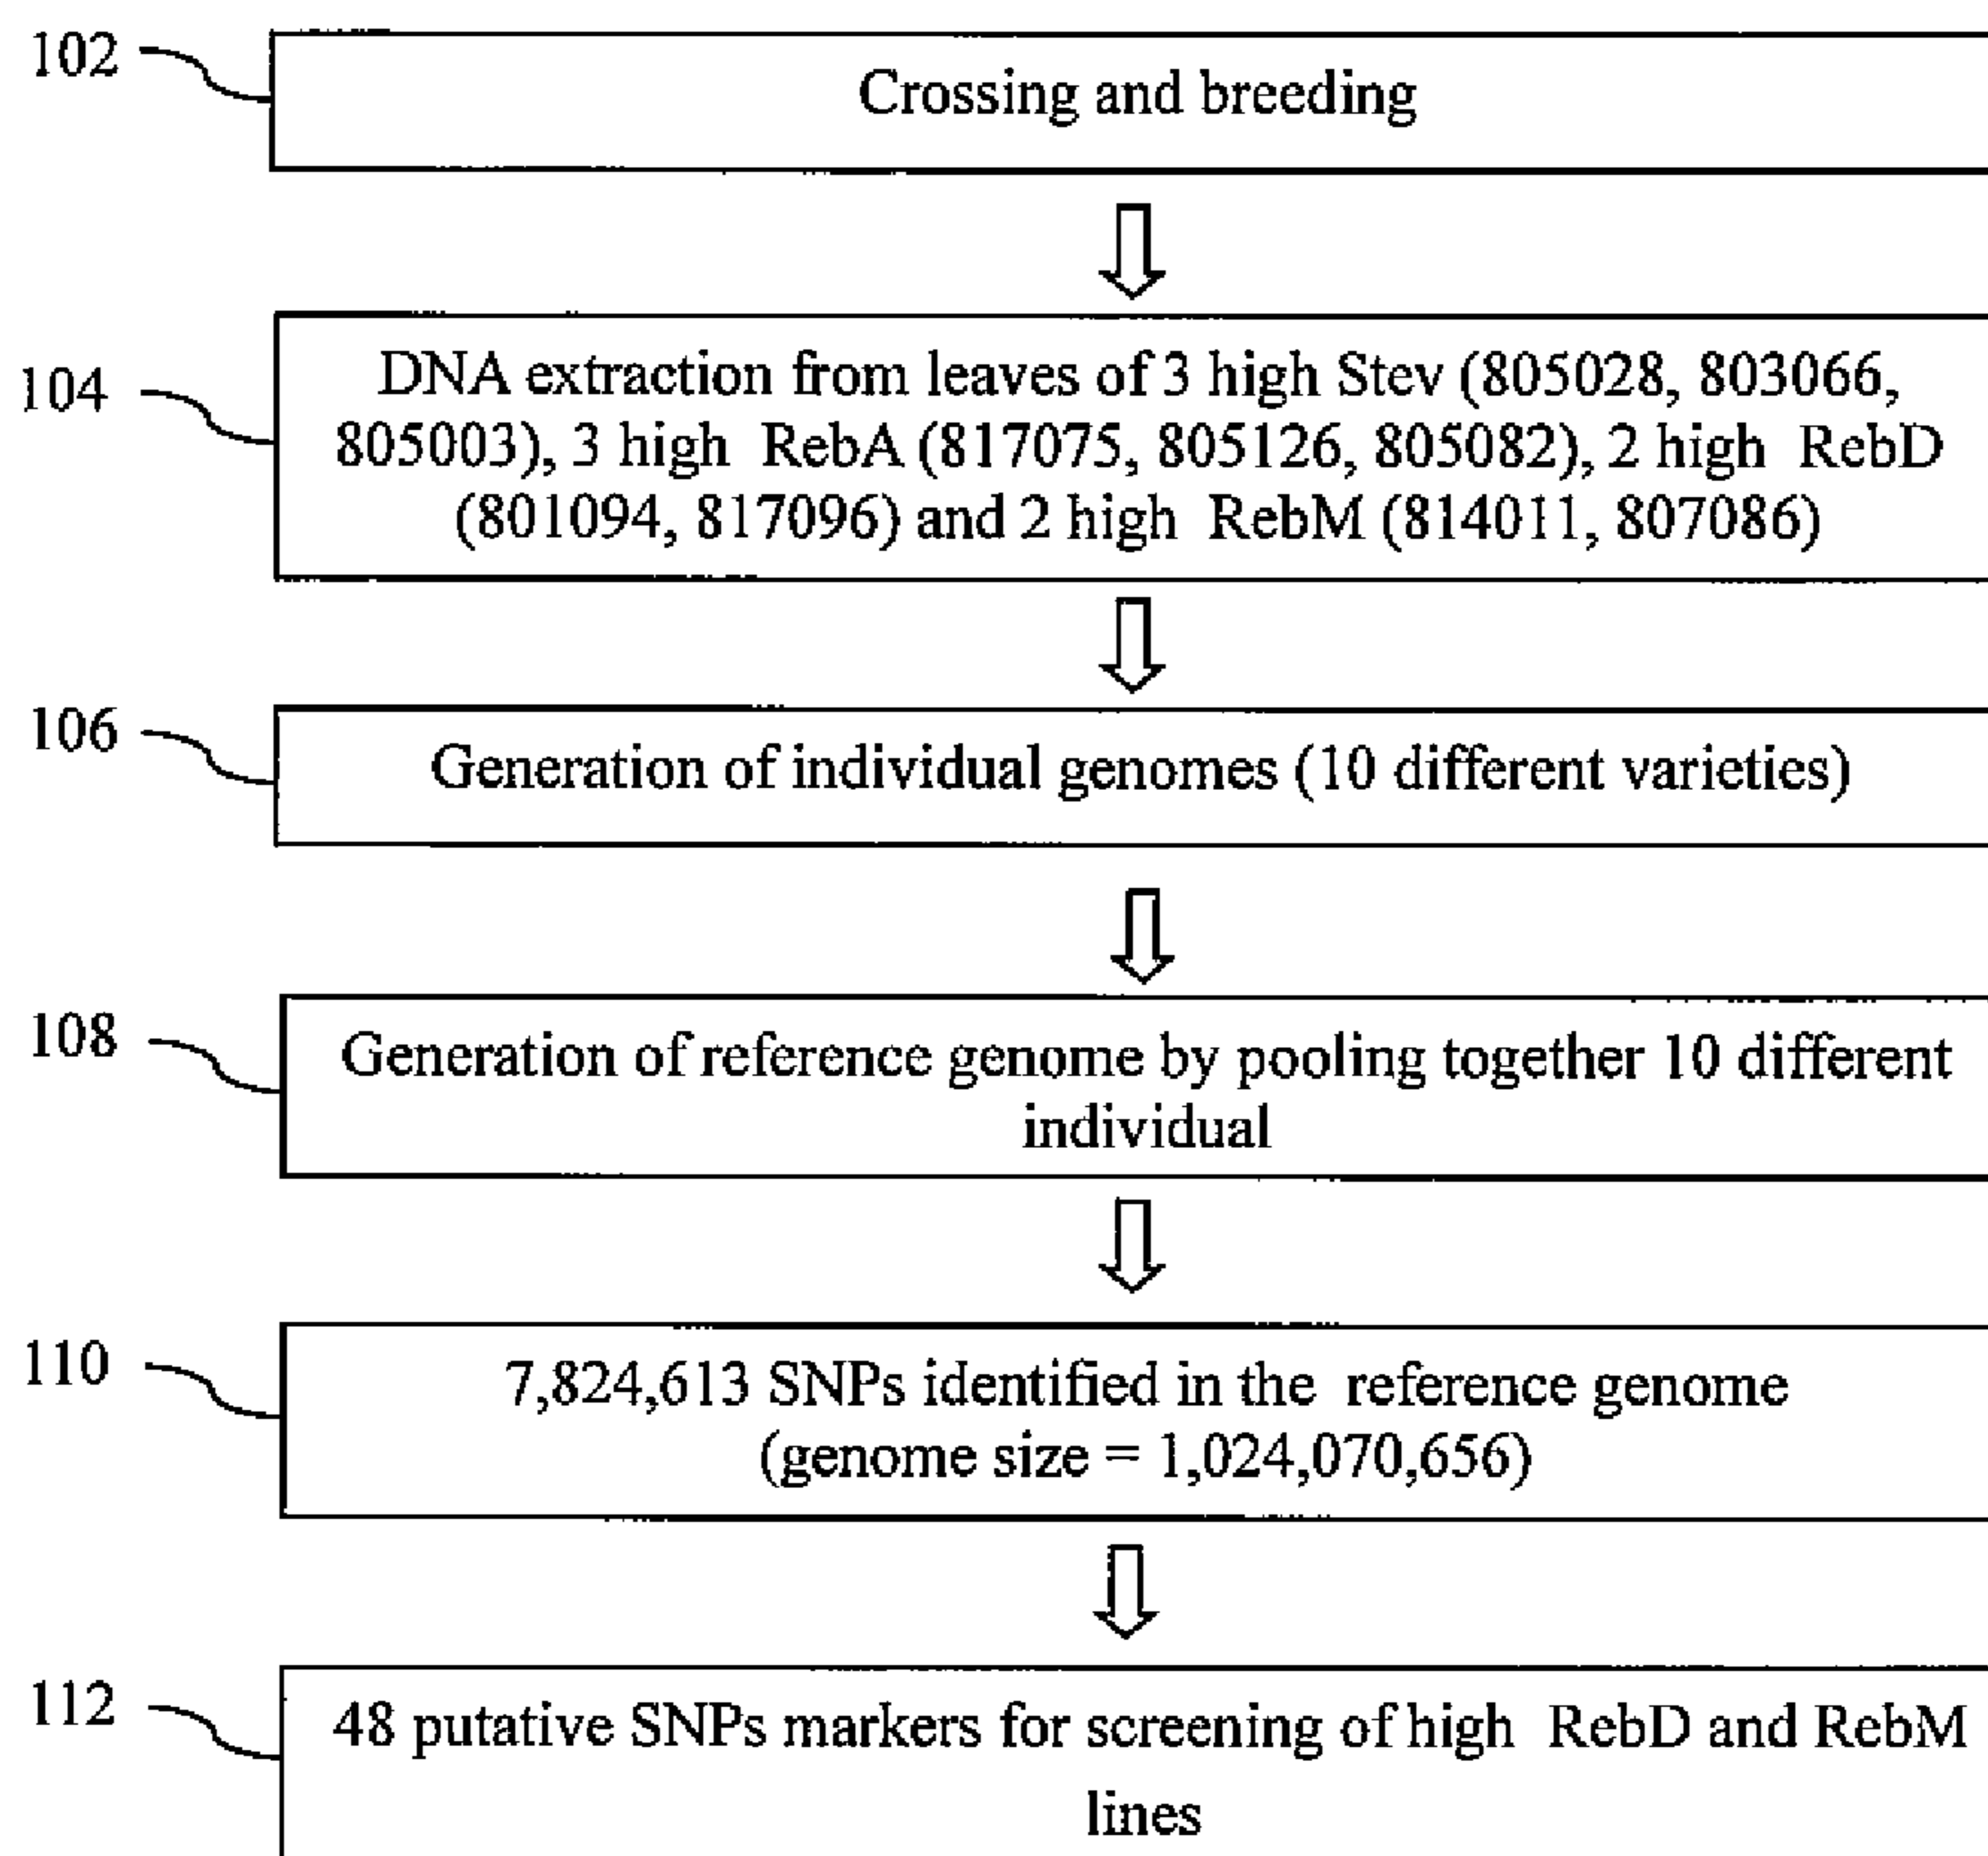 102
Crossing and breeding
104
DNA extraction from leaves of 3 high Stev (805028, 803066,
805003), 3 high RebA (817075, 805126, 805082), 2 high RebD
(801094, 817096) and 2 high RebM (814011, 807086)
106
Generation of individual genomes (10 different varieties)
108
Generation of reference genome by pooling together 10 different
individual
110
7,824,613 SNPs identified in the reference genome
(genome size = 1,024,070,656)
112
48 putative SNPs markers for screening of high RebD and RebM
lines